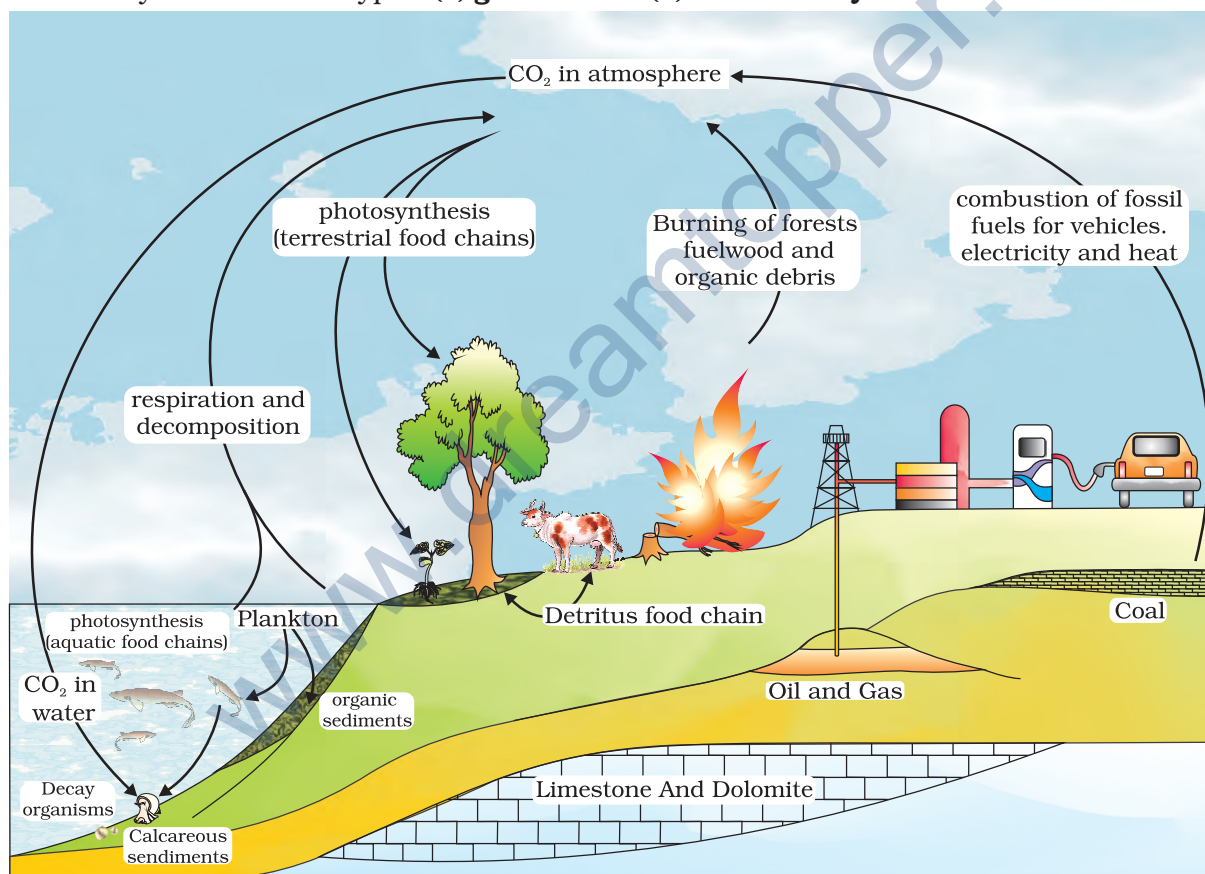 CO₂ in atmosphere
photosynthesis
(terrestrial food chains)
Burning of forests
fuelwood and
organic debris
combustion of fossil
fuels for vehicles.
electricity and heat
respiration and
decomposition
photosynthesis
(aquatic food chains)
Plankton
Detritus food chain
Coal
CO₂ in
water
organic
sediments
Oil and Gas
Decay
organisms
Calcareous
sendiments
Limestone And Dolomite
www.dreamtopper.